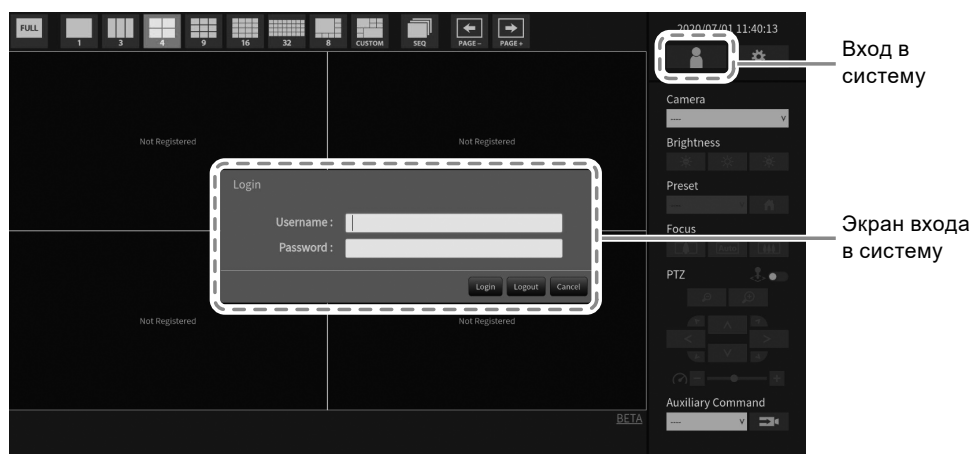 FULL
1
3
4
9
16
32
8
CUSTOM
SEQ
PAGE−
PAGE+
2020/07/01 11:40:13
Вход в
систему
Camera
----
Brightness
Preset
----
Focus
Auto
PTZ
Auxiliary Command
----
Not Registered
Not Registered
Login
Username :
Password :
Login Logout Cancel
Экран входа
в систему
Not Registered
Not Registered
BETA